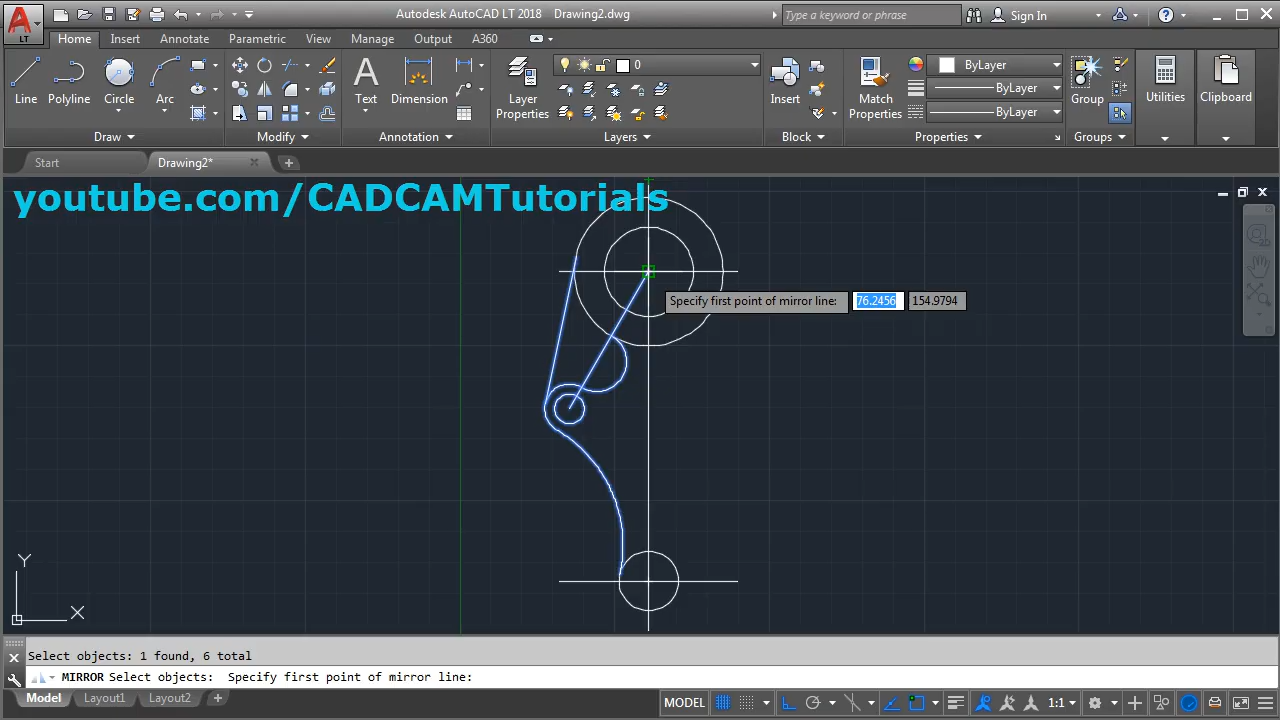 Autodesk AutoCAD LT 2018 Drawing2.dwg
Type a keyword or phrase
Sign In
A
LT
Home Insert Annotate Parametric View Manage Output A360
Line Polyline Circle Arc
Text Dimension
Layer Properties
0
Insert
Match Properties
ByLayer
ByLayer
ByLayer
Group
Utilities
Clipboard
Draw Modify Annotation Layers Block Properties Groups
Start Drawing2*
youtube.com/CADCAMTutorials
2D
Specify first point of mirror line: 76.2456 154.9794
Y
X
Select objects: 1 found, 6 total
MIRROR Select objects: Specify first point of mirror line:
Model Layout1 Layout2 +
MODEL 1:1